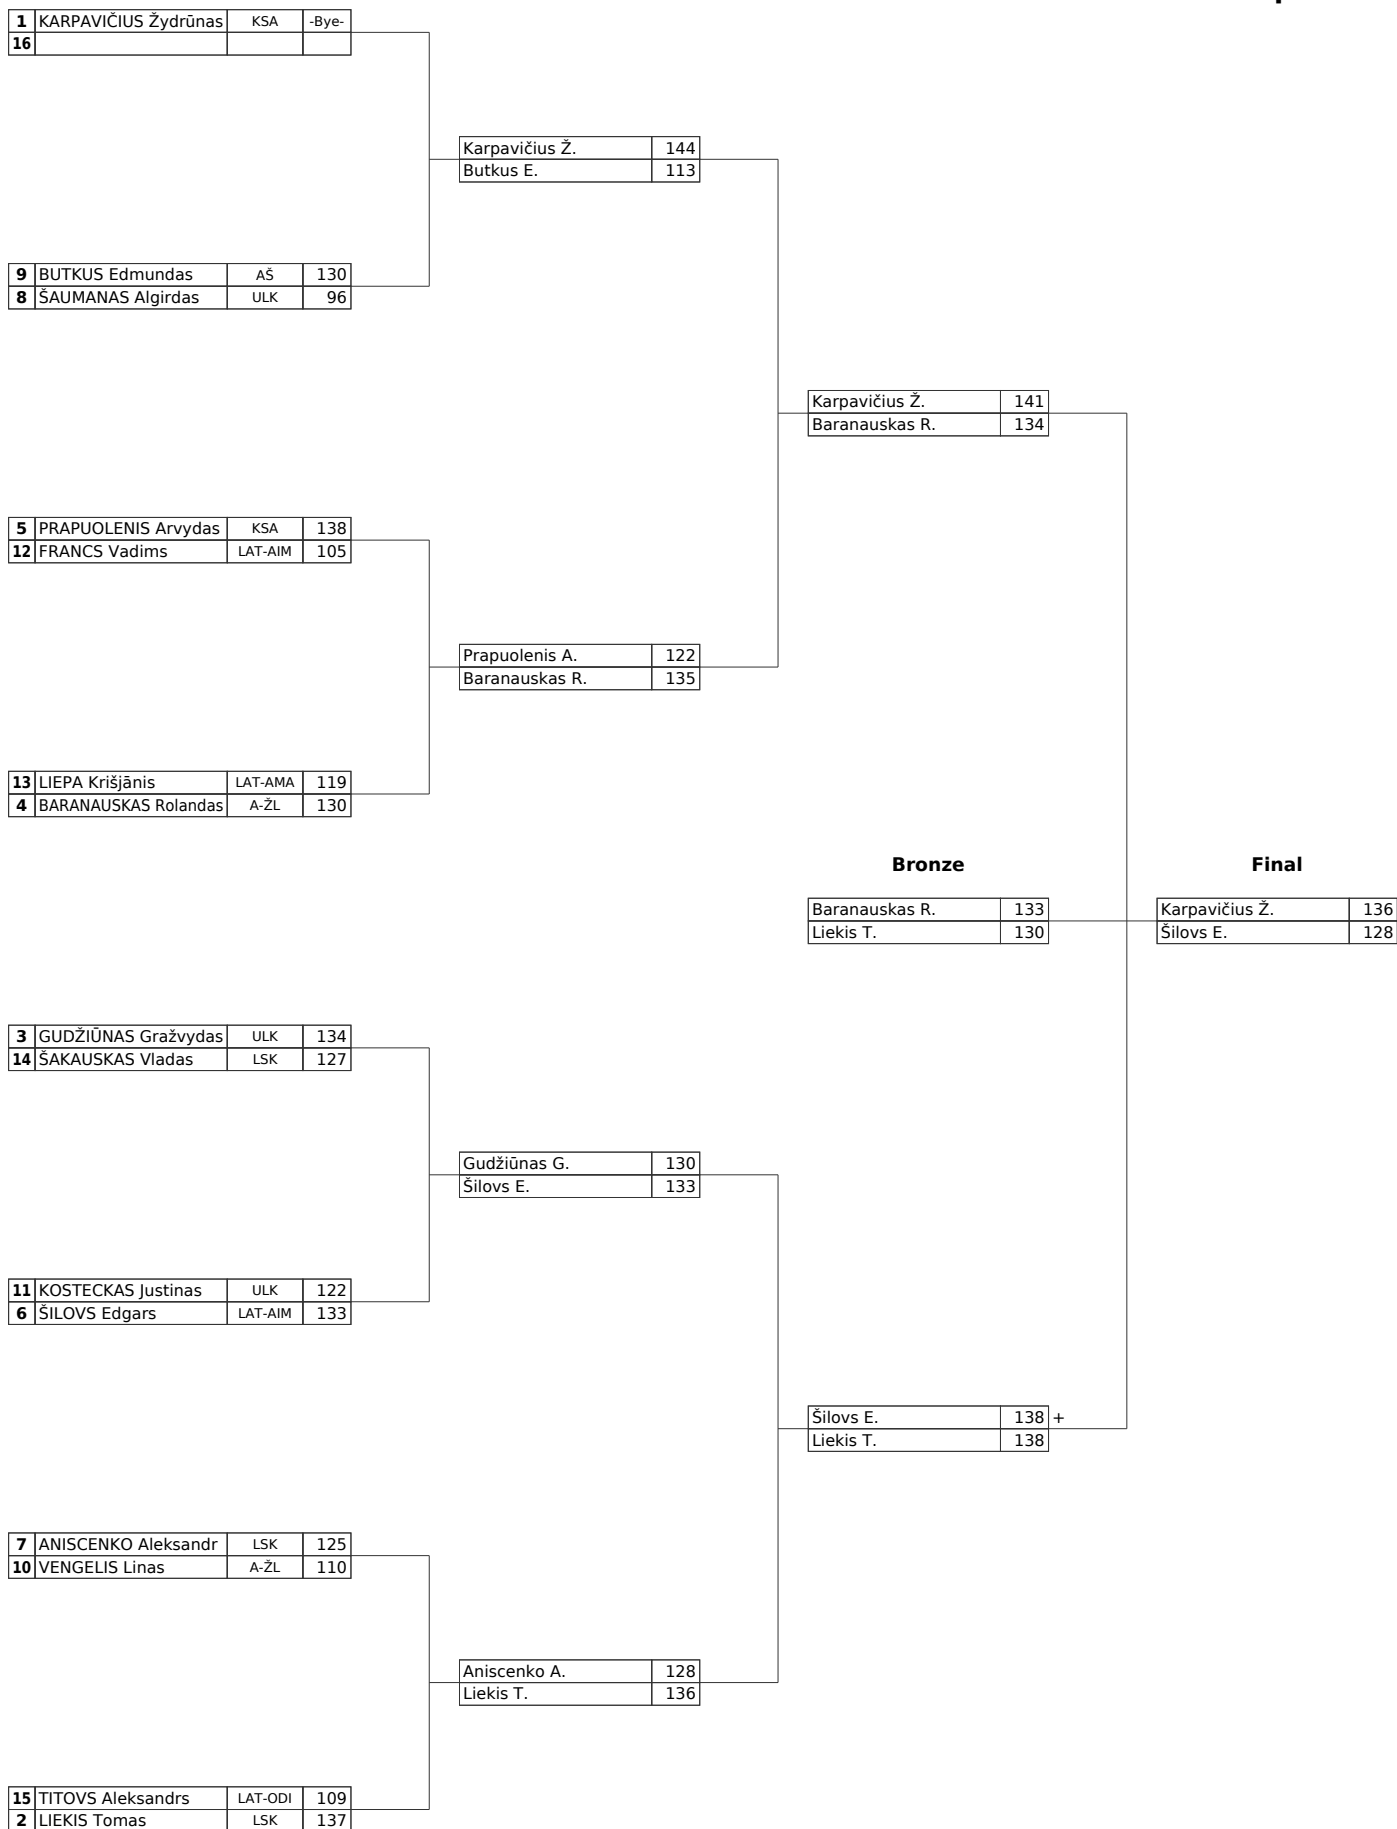 1 KARPAVIČIUS Žydrūnas KSA -Bye-
16
Karpavičius Ž. 144
Butkus E. 113
9 BUTKUS Edmundas AŠ 130
8 ŠAUMANAS Algirdas ULK 96
Karpavičius Ž. 141
Baranauskas R. 134
5 PRAPUOLENIS Arvydas KSA 138
12 FRANCS Vadims LAT-AIM 105
Prapuolenis A. 122
Baranauskas R. 135
13 LIEPA Krišjānis LAT-AMA 119
4 BARANAUSKAS Rolandas A-ŽL 130
Bronze Final
Baranauskas R. 133 Karpavičius Ž. 136
Liekis T. 130 Šilovs E. 128
3 GUDŽIŪNAS Gražvydas ULK 134
14 ŠAKAUSKAS Vladas LSK 127
Gudžiūnas G. 130
Šilovs E. 133
11 KOSTECKAS Justinas ULK 122
6 ŠILOVS Edgars LAT-AIM 133
Šilovs E. 138 +
Liekis T. 138
7 ANISCENKO Aleksandr LSK 125
10 VENGELIS Linas A-ŽL 110
Aniscenko A. 128
Liekis T. 136
15 TITOVS Aleksandrs LAT-ODI 109
2 LIEKIS Tomas LSK 137